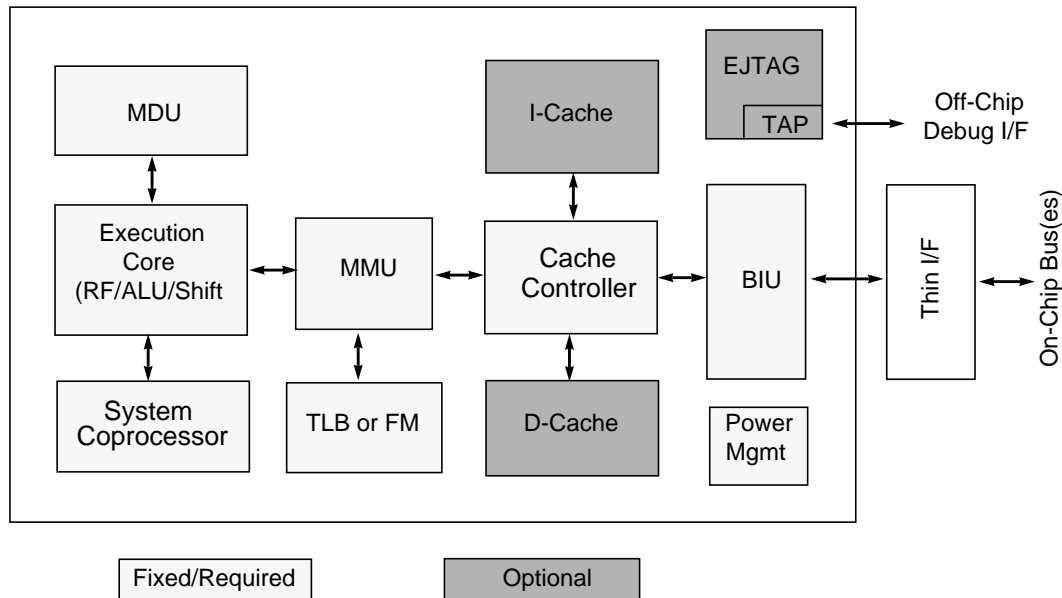 MDU
I-Cache
EJTAG
TAP
Off-Chip
Debug I/F
Execution
Core
(RF/ALU/Shift
MMU
Cache
Controller
BIU
Thin I/F
On-Chip Bus(es)
System
Coprocessor
TLB or FM
D-Cache
Power
Mgmt
Fixed/Required
Optional